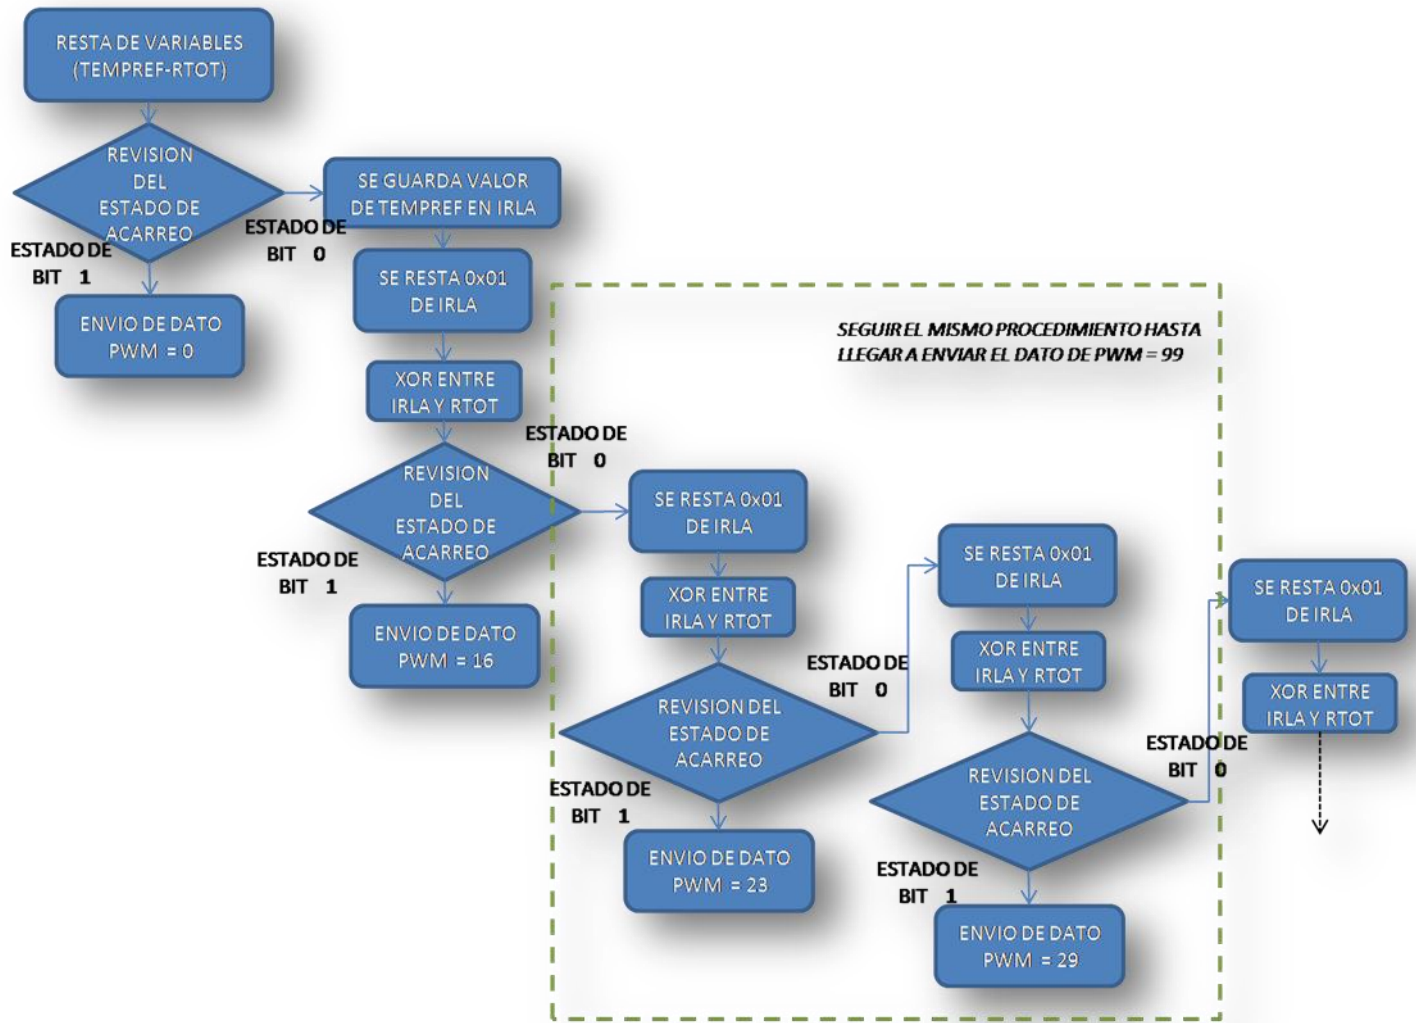 RESTA DE VARIABLES
(TEMPREF-RTOT)
REVISION
DEL
ESTADO DE
ACARREO
ESTADO DE
BIT 1
ESTADO DE
BIT 0
ENVIO DE DATO
PWM = 0
SE GUARDA VALOR
DE TEMPREF EN IRLA
SE RESTA 0x01
DE IRLA
XOR ENTRE
IRLA Y RTOT
REVISION
DEL
ESTADO DE
ACARREO
ESTADO DE
BIT 1
ESTADO DE
BIT 0
ENVIO DE DATO
PWM = 16
SEGUIR EL MISMO PROCEDIMIENTO HASTA
LLEGAR A ENVIAR EL DATO DE PWM = 99
SE RESTA 0x01
DE IRLA
XOR ENTRE
IRLA Y RTOT
REVISION DEL
ESTADO DE
ACARREO
ESTADO DE
BIT 1
ESTADO DE
BIT 0
ENVIO DE DATO
PWM = 23
SE RESTA 0x01
DE IRLA
XOR ENTRE
IRLA Y RTOT
REVISION DEL
ESTADO DE
ACARREO
ESTADO DE
BIT 1
ESTADO DE
BIT 0
ENVIO DE DATO
PWM = 29
SE RESTA 0x01
DE IRLA
XOR ENTRE
IRLA Y RTOT